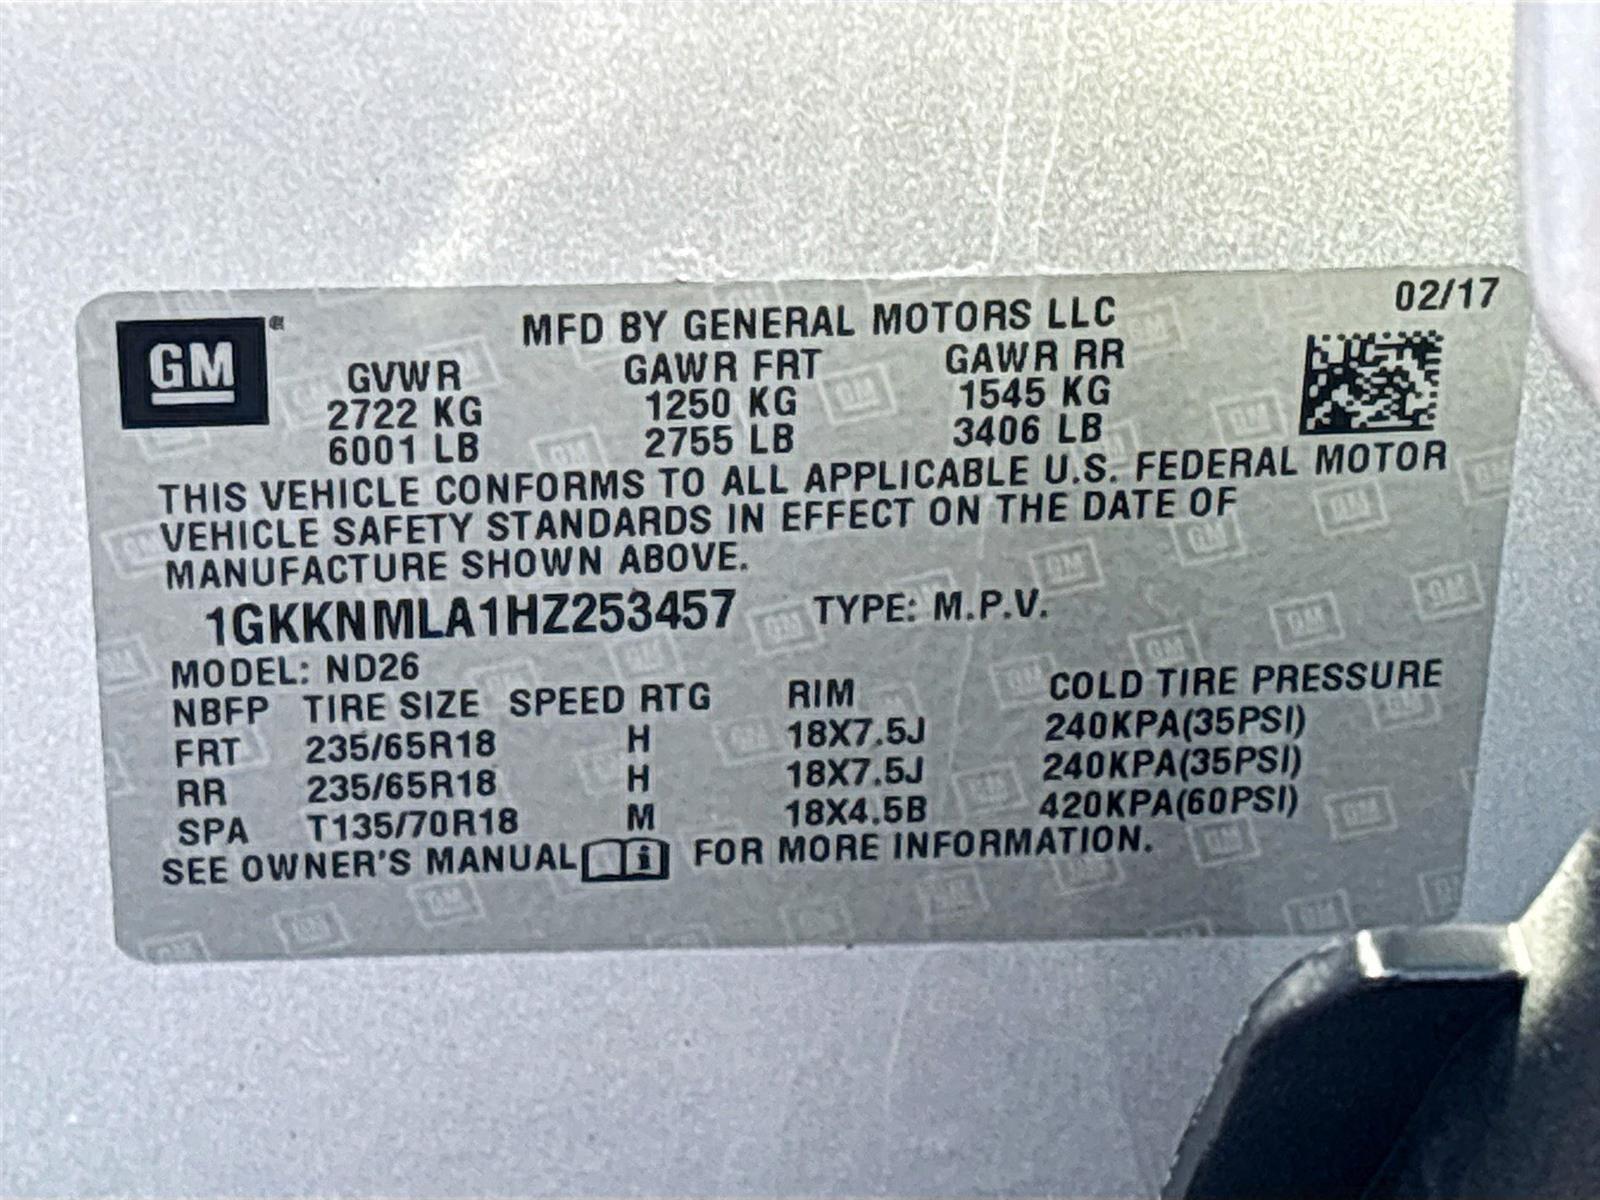 02/17
GM
MFD BY GENERAL MOTORS LLC
GVWR GAWR FRT GAWR RR
2722 KG 1250 KG 1545 KG
6001 LB 2755 LB 3406 LB
THIS VEHICLE CONFORMS TO ALL APPLICABLE U.S. FEDERAL MOTOR
VEHICLE SAFETY STANDARDS IN EFFECT ON THE DATE OF
MANUFACTURE SHOWN ABOVE.
1GKKNMLA1HZ253457 TYPE: M.P.V.
MODEL: ND26
NBFP TIRE SIZE SPEED RTG RIM COLD TIRE PRESSURE
FRT 235/65R18 H 18X7.5J 240KPA(35PSI)
RR 235/65R18 H 18X7.5J 240KPA(35PSI)
SPA T135/70R18 M 18X4.5B 420KPA(60PSI)
SEE OWNER'S MANUAL i FOR MORE INFORMATION.